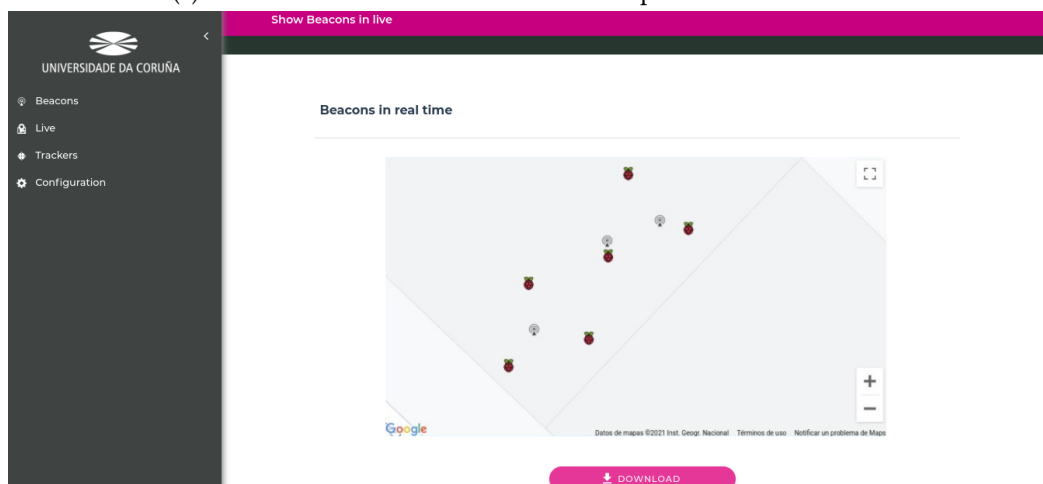 Show Beacons in live
UNIVERSIDADE DA CORUÑA
Beacons
Live
Trackers
Configuration
Beacons in real time
Google
Datos de mapas ©2021 Inst. Geogr. Nacional Términos de uso Notificar un problema de Maps
DOWNLOAD